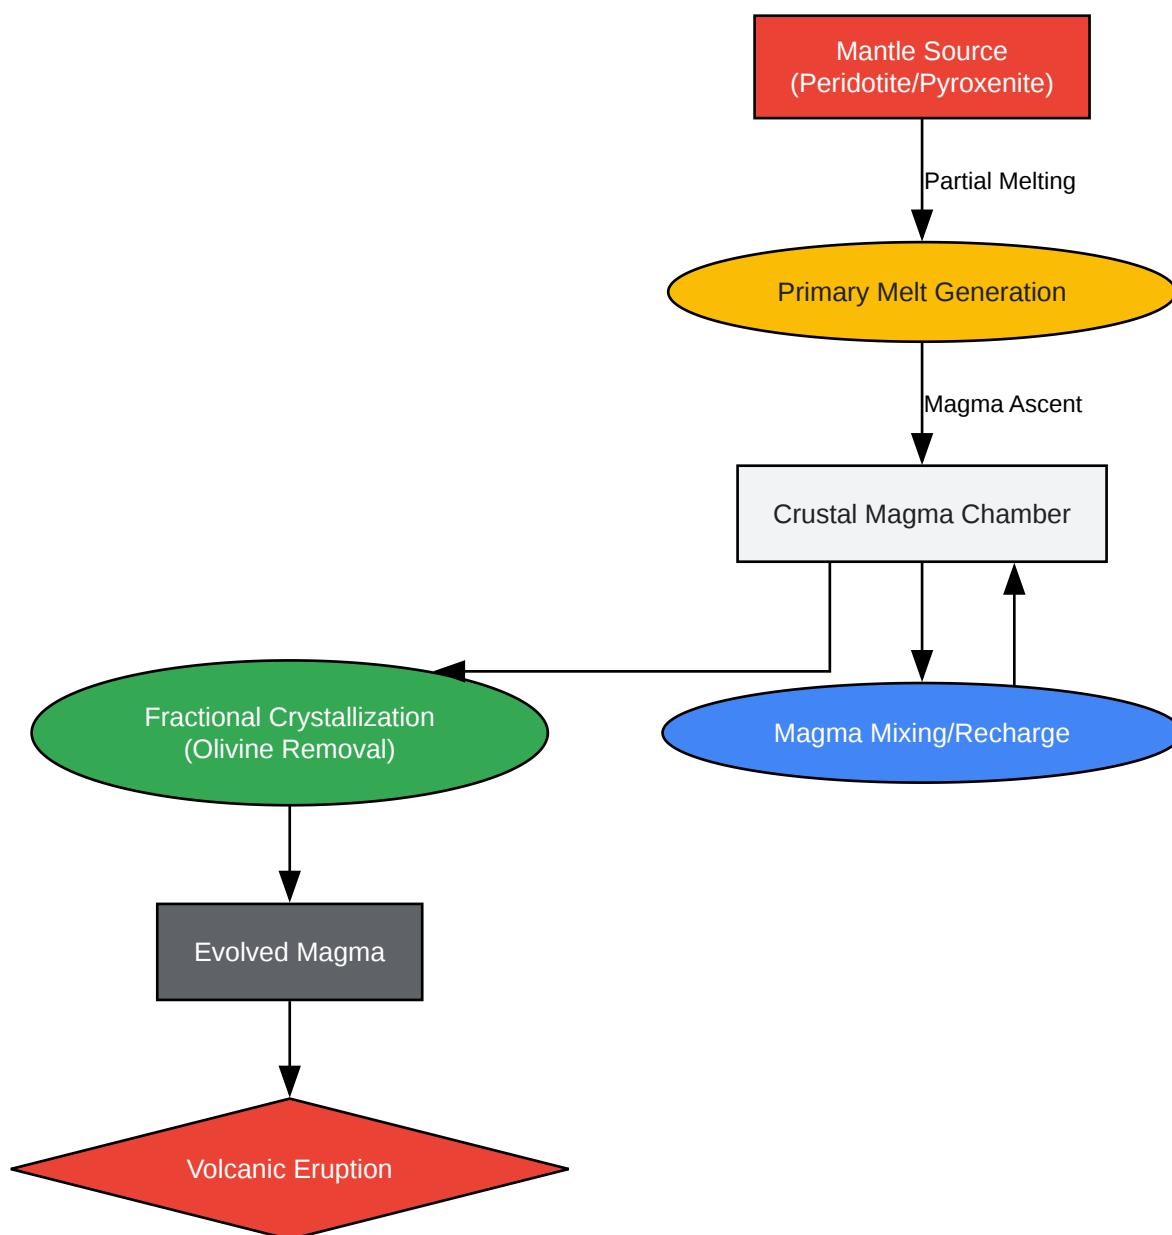 Mantle Source
(Peridotite/Pyroxenite)
Partial Melting
Primary Melt Generation
Magma Ascent
Crustal Magma Chamber
Fractional Crystallization
(Olivine Removal)
Magma Mixing/Recharge
Evolved Magma
Volcanic Eruption